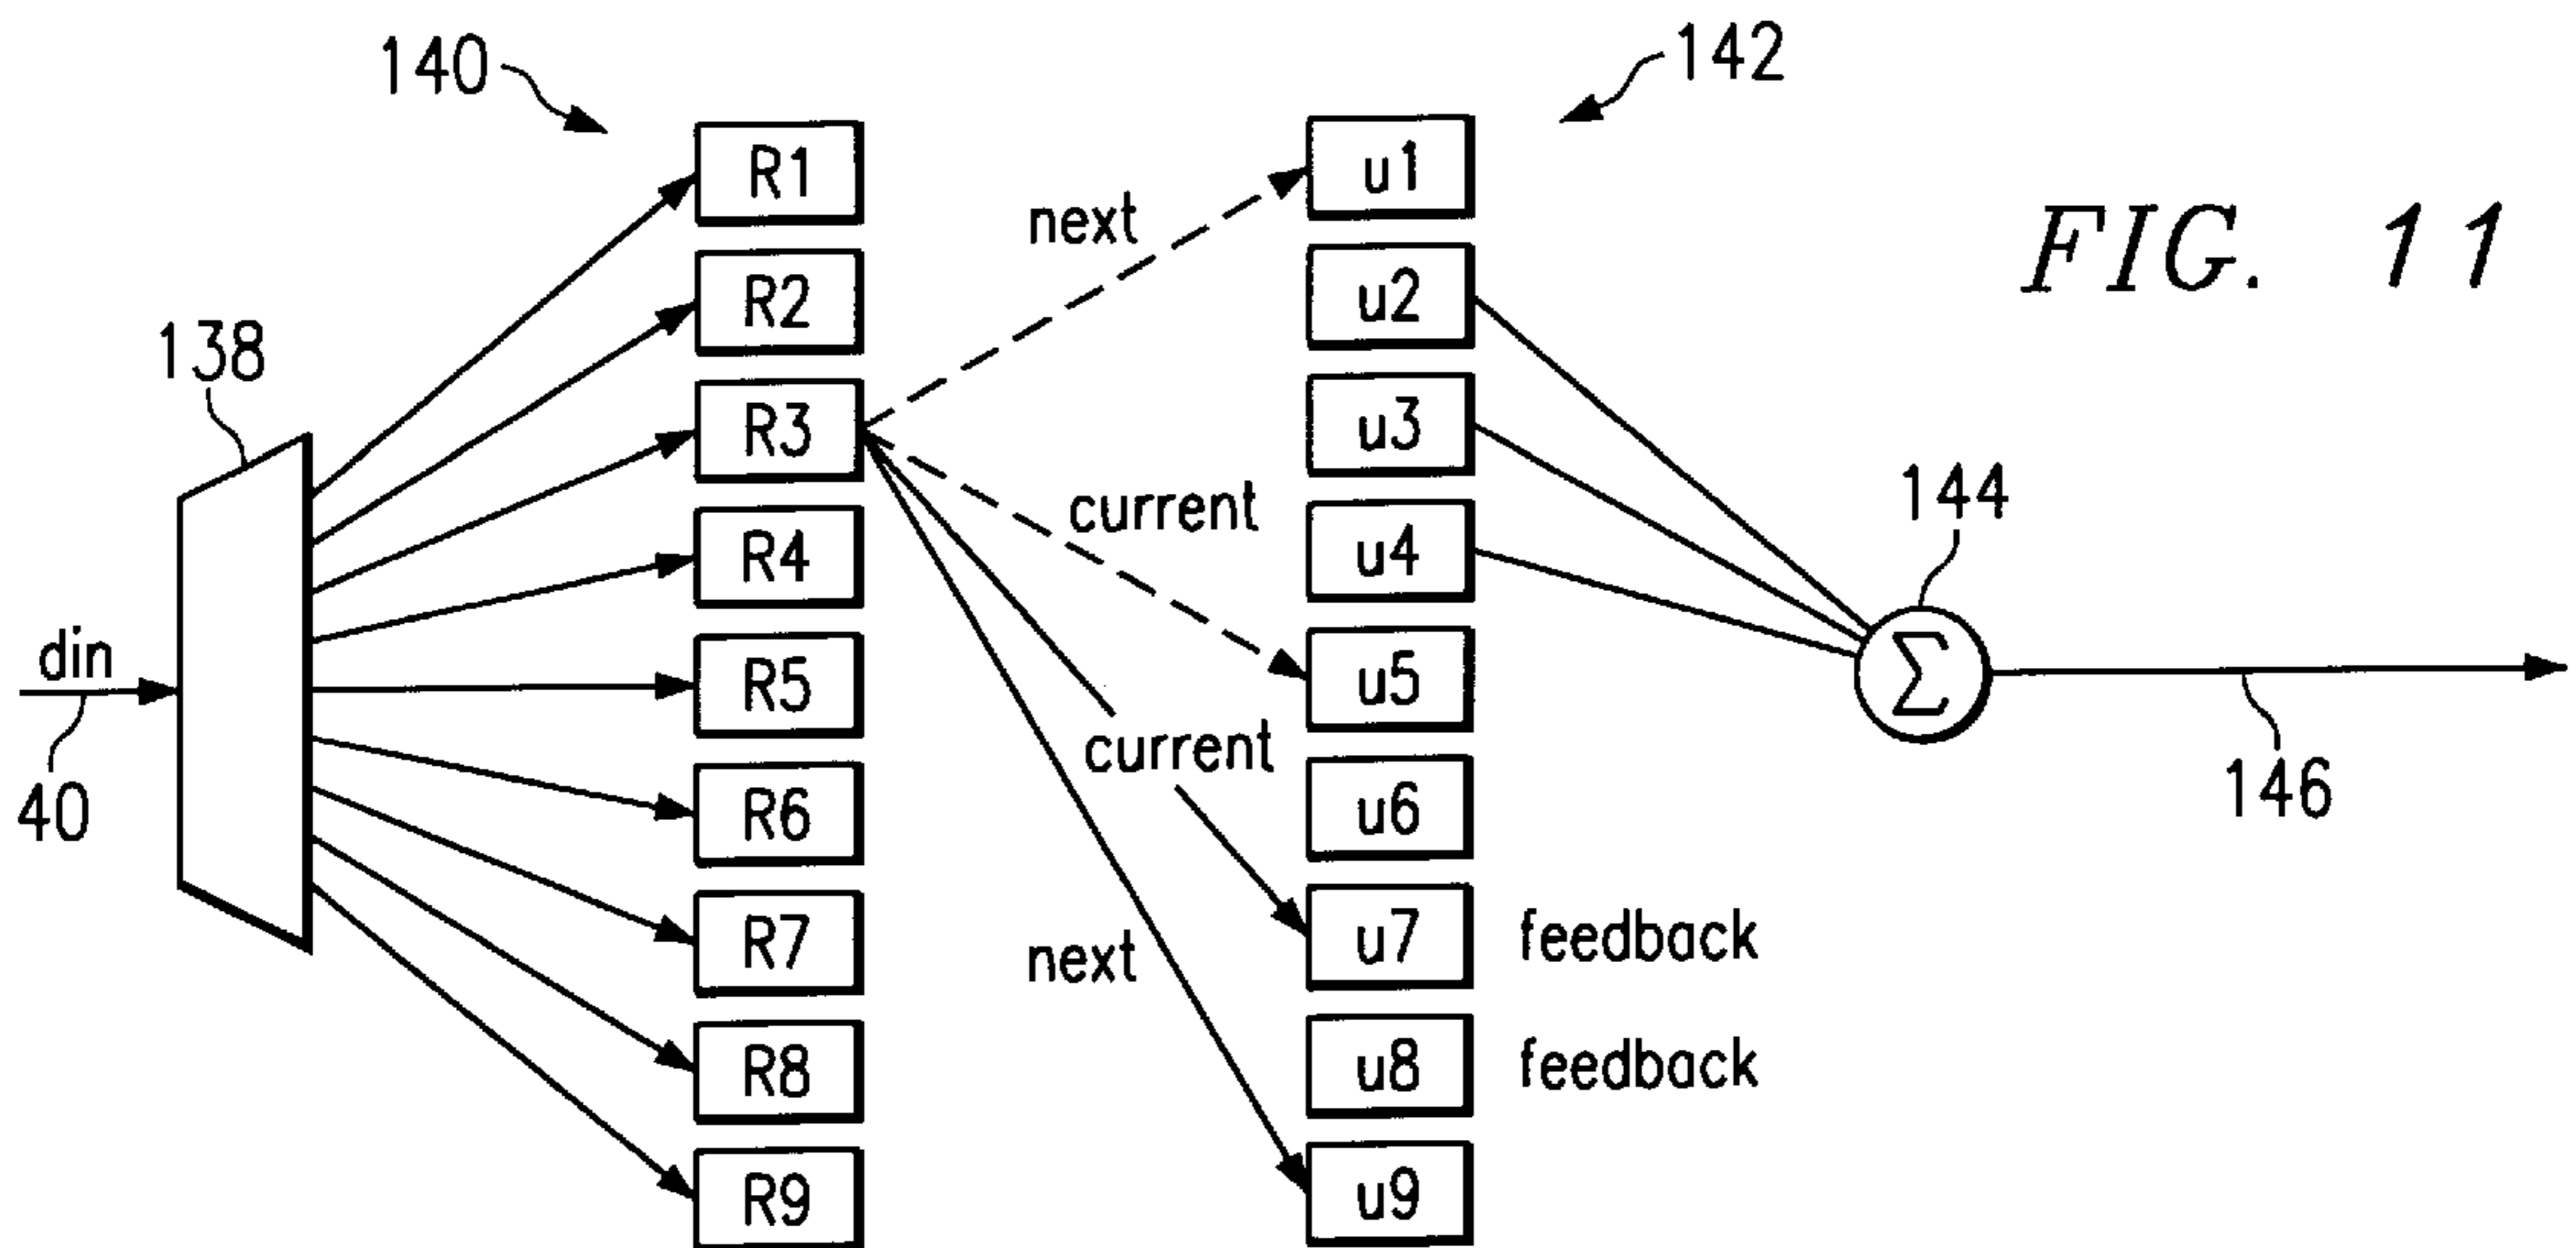 140
142
R1
u1
next
FIG. 11
R2
u2
138
R3
u3
current
144
R4
u4
din
Σ
R5
u5
current
40
146
R6
u6
R7
next
u7 feedback
R8
u8 feedback
R9
u9